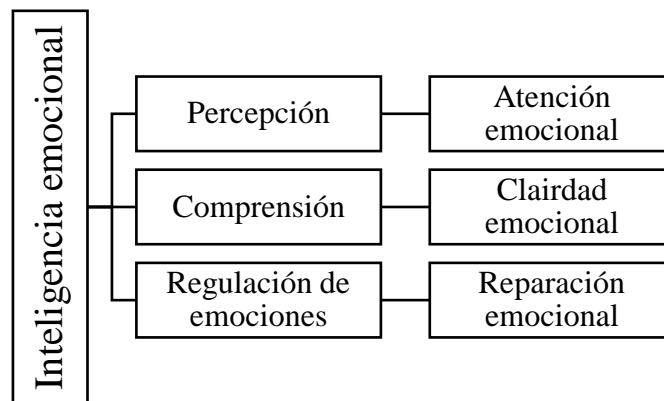 Inteligencia emocional
Percepción
Atención
emocional
Comprensión
Clairdad
emocional
Regulación de
emociones
Reparación
emocional